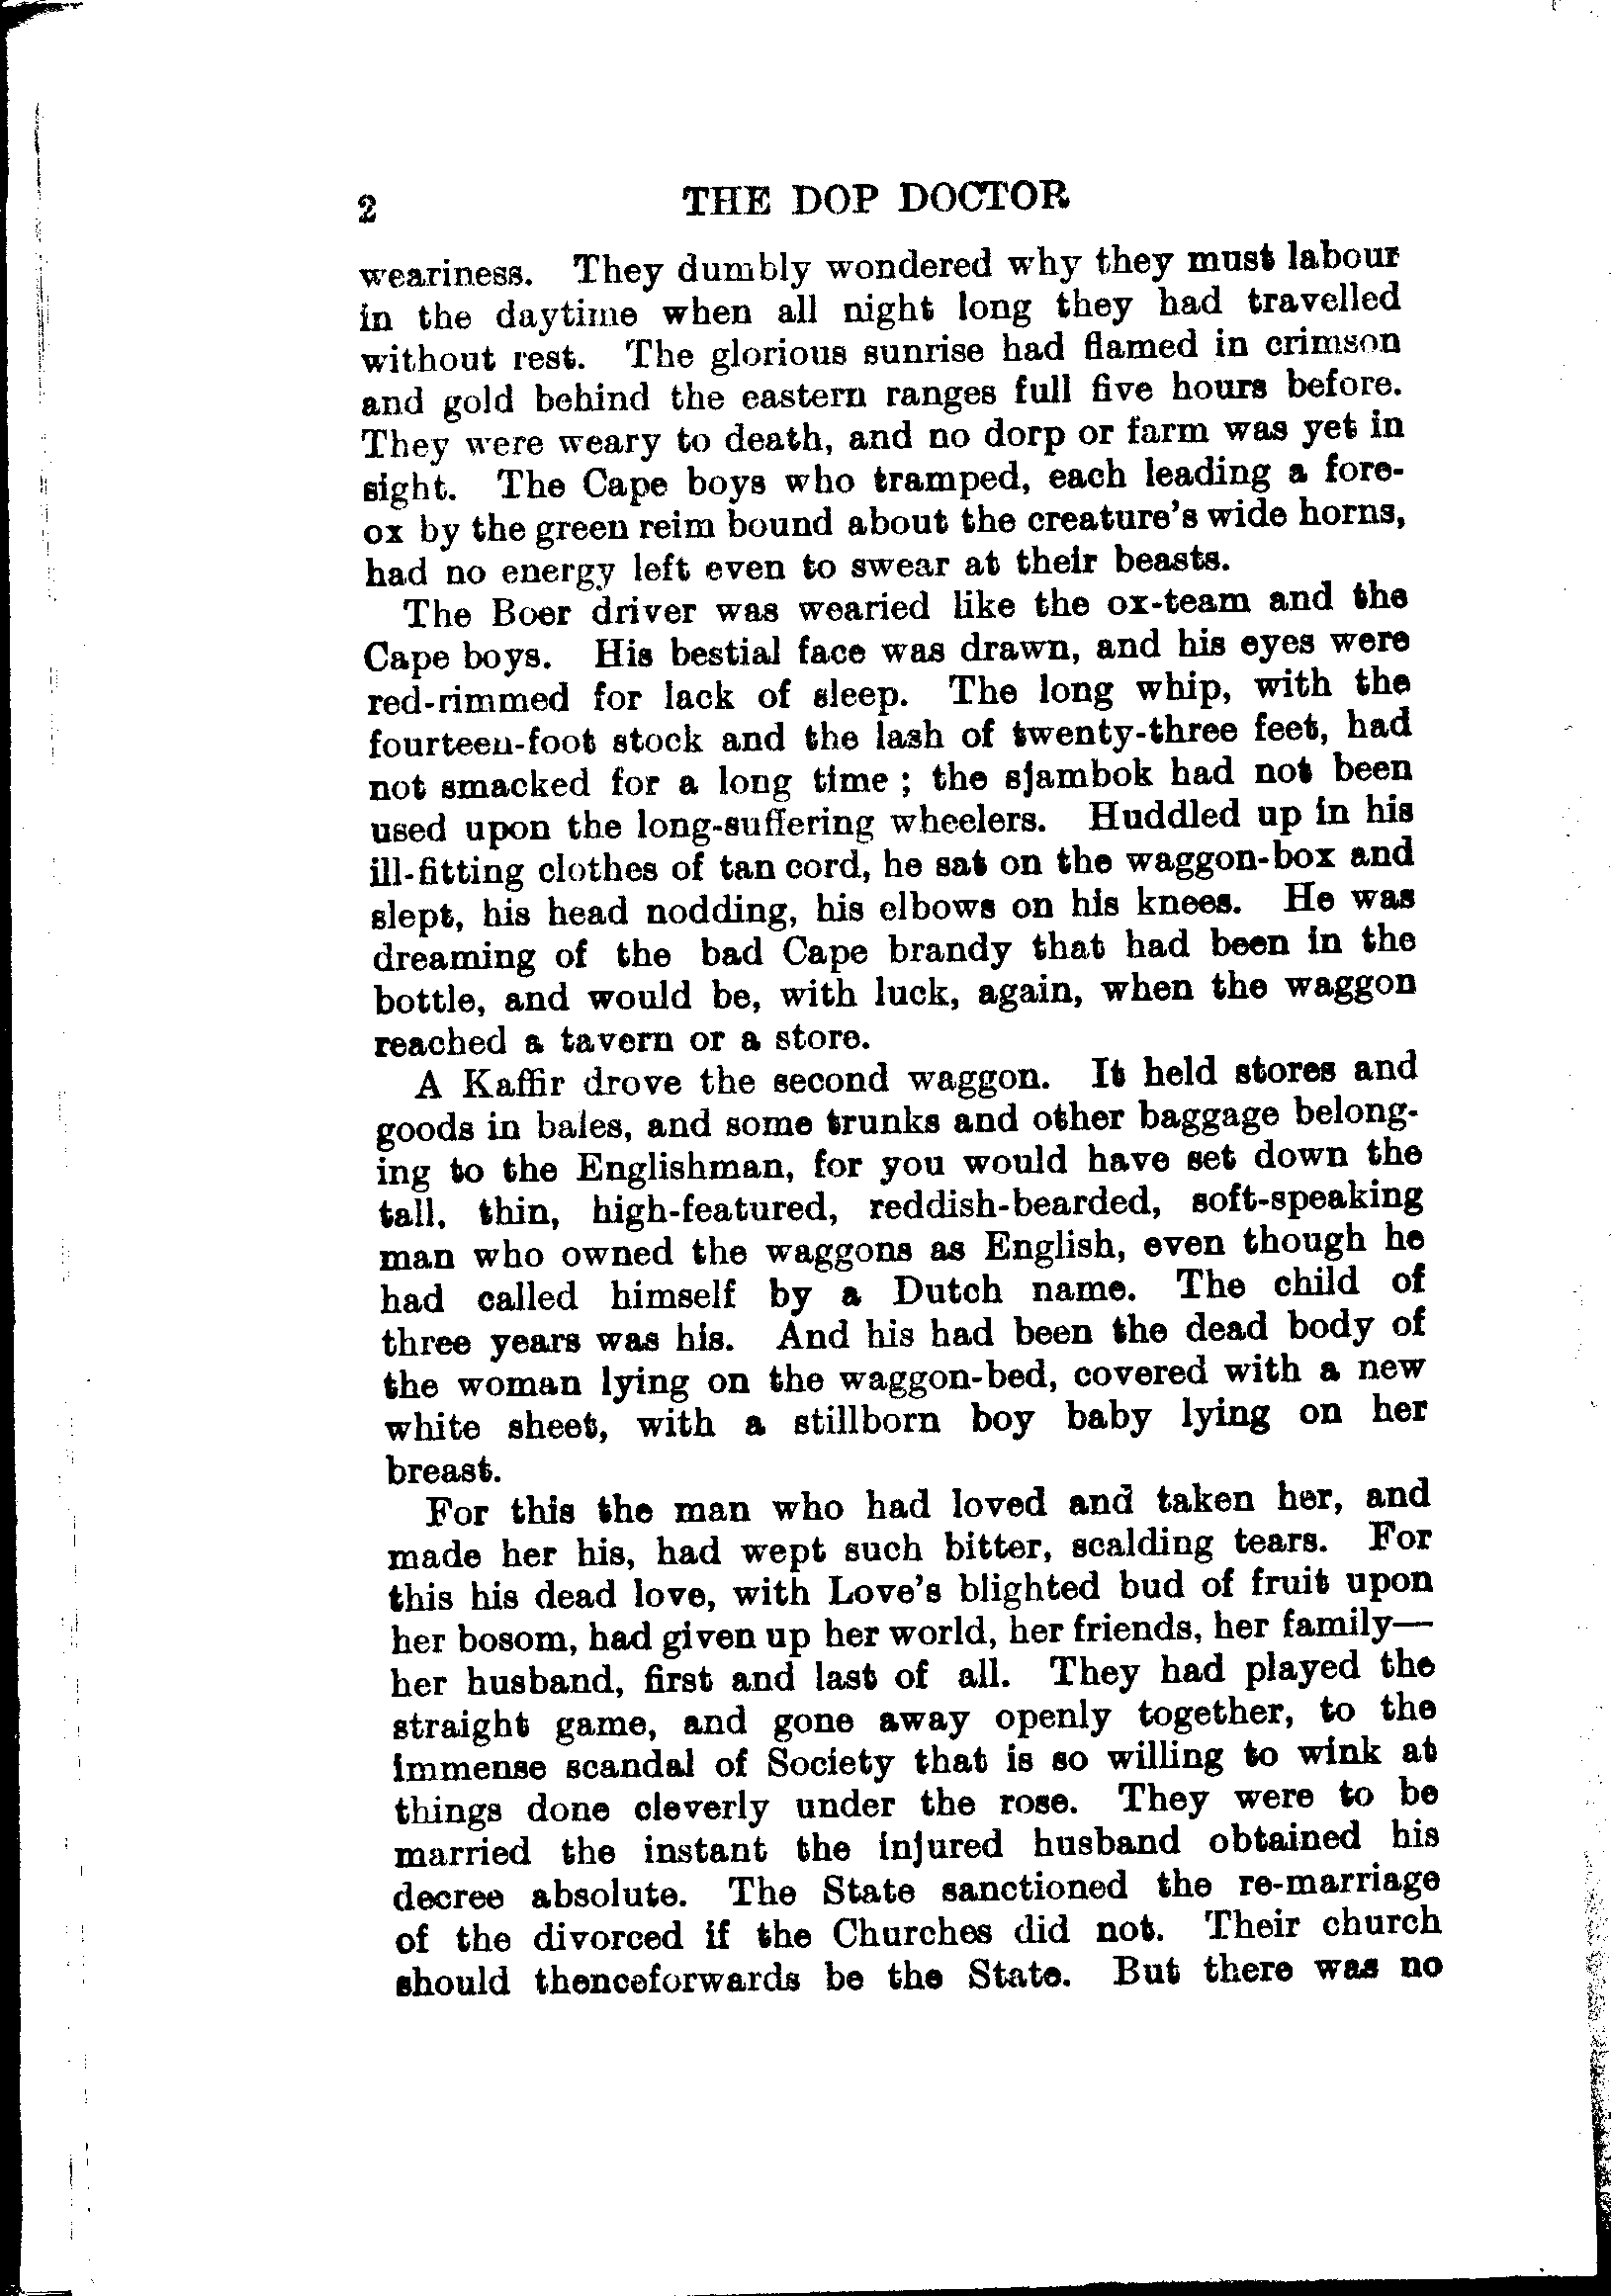 2 THE DOP DOCTOR
weariness. They dumbly wondered why they must labour
in the daytime when all night long they had travelled
without rest. The glorious sunrise had flamed in crimson
and gold behind the eastern ranges full five hours before.
They were weary to death, and no dorp or farm was yet in
sight. The Cape boys who tramped, each leading a fore-
ox by the green reim bound about the creature's wide horns,
had no energy left even to swear at their beasts.
The Boer driver was wearied like the ox-team and the
Cape boys. His bestial face was drawn, and his eyes were
red-rimmed for lack of sleep. The long whip, with the
fourteen-foot stock and the lash of twenty-three feet, had
not smacked for a long time ; the sjambok had not been
used upon the long-suffering wheelers. Huddled up in his
ill-fitting clothes of tan cord, he sat on the waggon-box and
slept, his head nodding, his elbows on his knees. He was
dreaming of the bad Cape brandy that had been in the
bottle, and would be, with luck, again, when the waggon
reached a tavern or a store.
A Kaffir drove the second waggon. It held stores and
goods in bales, and some trunks and other baggage belong-
ing to the Englishman, for you would have set down the
tall, thin, high-featured, reddish-bearded, soft-speaking
man who owned the waggons as English, even though he
had called himself by a Dutch name. The child of
three years was his. And his had been the dead body of
the woman lying on the waggon-bed, covered with a new
white sheet, with a stillborn boy baby lying on her
breast.
For this the man who had loved and taken her, and
made her his, had wept such bitter, scalding tears. For
this his dead love, with Love's blighted bud of fruit upon
her bosom, had given up her world, her friends, her family—
her husband, first and last of all. They had played the
straight game, and gone away openly together, to the
immense scandal of Society that is so willing to wink at
things done cleverly under the rose. They were to be
married the instant the injured husband obtained his
decree absolute. The State sanctioned the re-marriage
of the divorced if the Churches did not. Their church
should thenceforwards be the State. But there was no